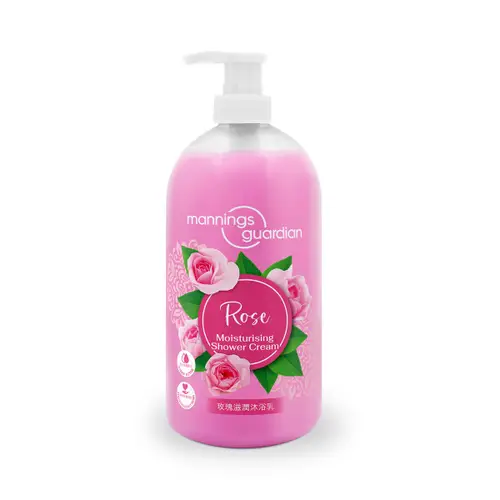 mannings
guardian
Rose
Moisturising
Shower Cream
玫瑰滋潤沐浴乳